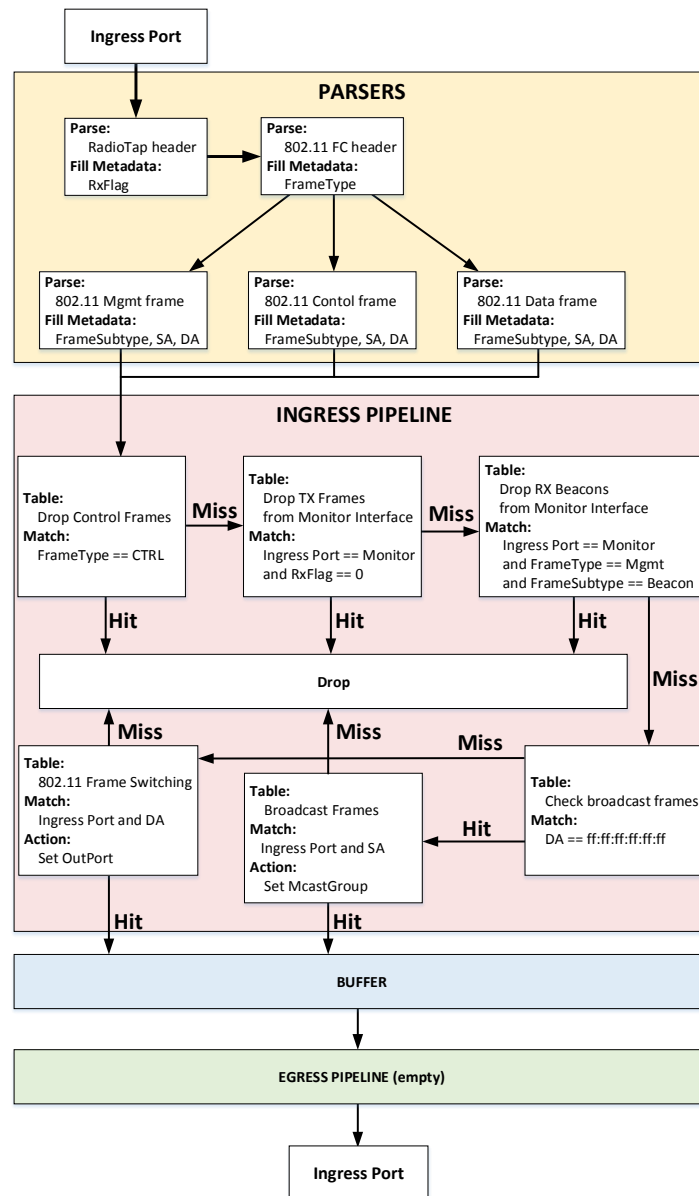 Ingress Port
PARSERS
Parse:
RadioTap header
Fill Metadata:
RxFlag
Parse:
802.11 FC header
Fill Metadata:
FrameType
Parse:
802.11 Mgmt frame
Fill Metadata:
FrameSubtype, SA, DA
Parse:
802.11 Contol frame
Fill Metadata:
FrameSubtype, SA, DA
Parse:
802.11 Data frame
Fill Metadata:
FrameSubtype, SA, DA
INGRESS PIPELINE
Table:
Drop Control Frames
Match:
FrameType == CTRL
Miss
Table:
Drop TX Frames
from Monitor Interface
Match:
Ingress Port == Monitor
and RxFlag == 0
Miss
Table:
Drop RX Beacons
from Monitor Interface
Match:
Ingress Port == Monitor
and FrameType == Mgmt
and FrameSubtype == Beacon
Hit
Hit
Hit
Drop
Miss
Miss
Miss
Miss
Table:
802.11 Frame Switching
Match:
Ingress Port and DA
Action:
Set OutPort
Table:
Broadcast Frames
Match:
Ingress Port and SA
Action:
Set McastGroup
Hit
Table:
Check broadcast frames
Match:
DA == ff:ff:ff:ff:ff:ff
Hit
Hit
BUFFER
EGRESS PIPELINE (empty)
Ingress Port